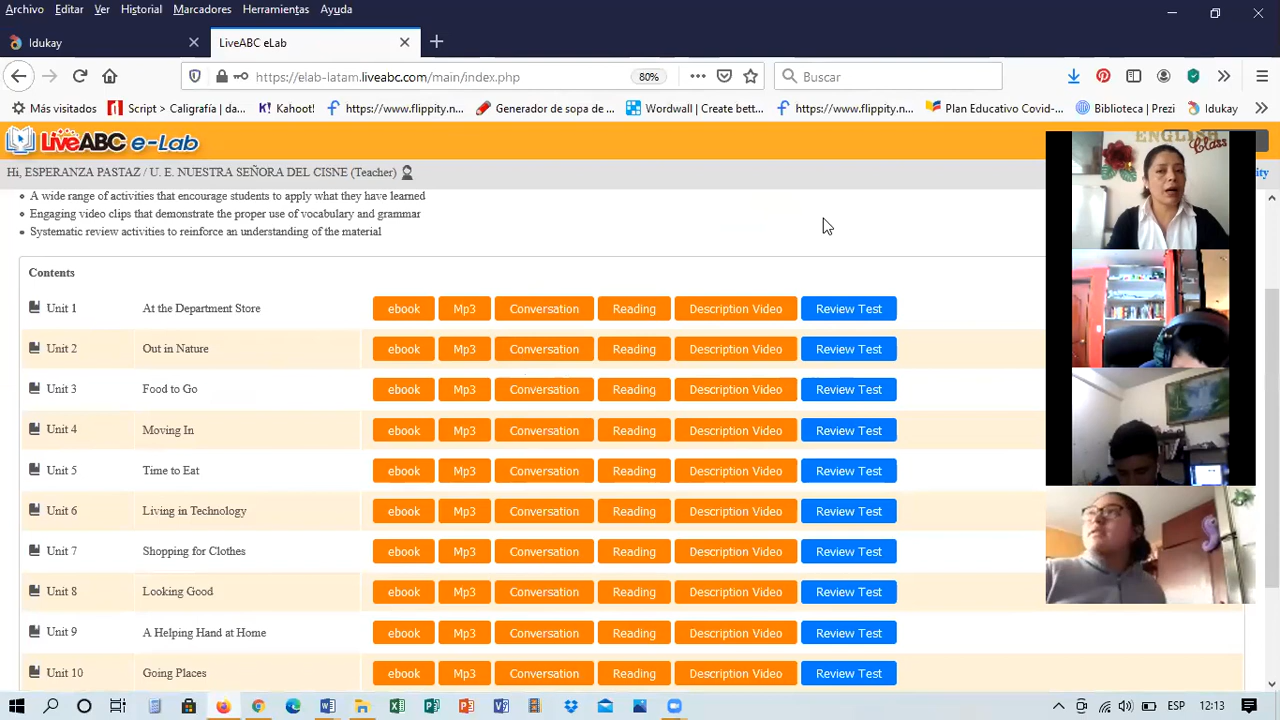 Archivo Ver Historial Marcadores Herramientas Ayuda
Idukay LiveABC eLab
https://elab-latam.liveabc.com/main/index.php 80% Buscar
Más visitados Script > Caligrafía | da... Kahoot! https://www.flippity.n... Generador de sopa de ... Wordwall | Create bett... https://www.flippity.n... Plan Educativo Covid-... Biblioteca | Prezi Idukay
LiveABC e-Lab
ENGLISH
Class
Hi, ESPERANZA PASTAZ / U. E. NUESTRA SEÑORA DEL CISNE (Teacher)
A wide range of activities that encourage students to apply what they have learned
Engaging video clips that demonstrate the proper use of vocabulary and grammar
Systematic review activities to reinforce an understanding of the material
Contents
Unit 1 At the Department Store ebook Mp3 Conversation Reading Description Video Review Test
Unit 2 Out in Nature ebook Mp3 Conversation Reading Description Video Review Test
Unit 3 Food to Go ebook Mp3 Conversation Reading Description Video Review Test
Unit 4 Moving In ebook Mp3 Conversation Reading Description Video Review Test
Unit 5 Time to Eat ebook Mp3 Conversation Reading Description Video Review Test
Unit 6 Living in Technology ebook Mp3 Conversation Reading Description Video Review Test
Unit 7 Shopping for Clothes ebook Mp3 Conversation Reading Description Video Review Test
Unit 8 Looking Good ebook Mp3 Conversation Reading Description Video Review Test
Unit 9 A Helping Hand at Home ebook Mp3 Conversation Reading Description Video Review Test
Unit 10 Going Places ebook Mp3 Conversation Reading Description Video Review Test
ESP 12:13